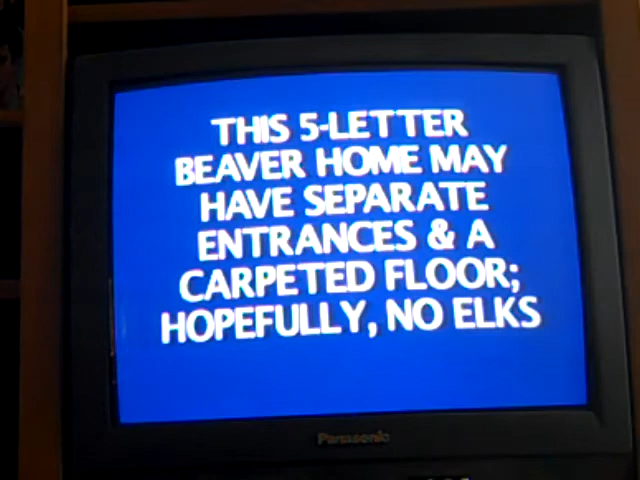 THIS 5-LETTER
BEAVER HOME MAY
HAVE SEPARATE
ENTRANCES & A
CARPETED FLOOR;
HOPEFULLY, NO ELKS
Panasonic